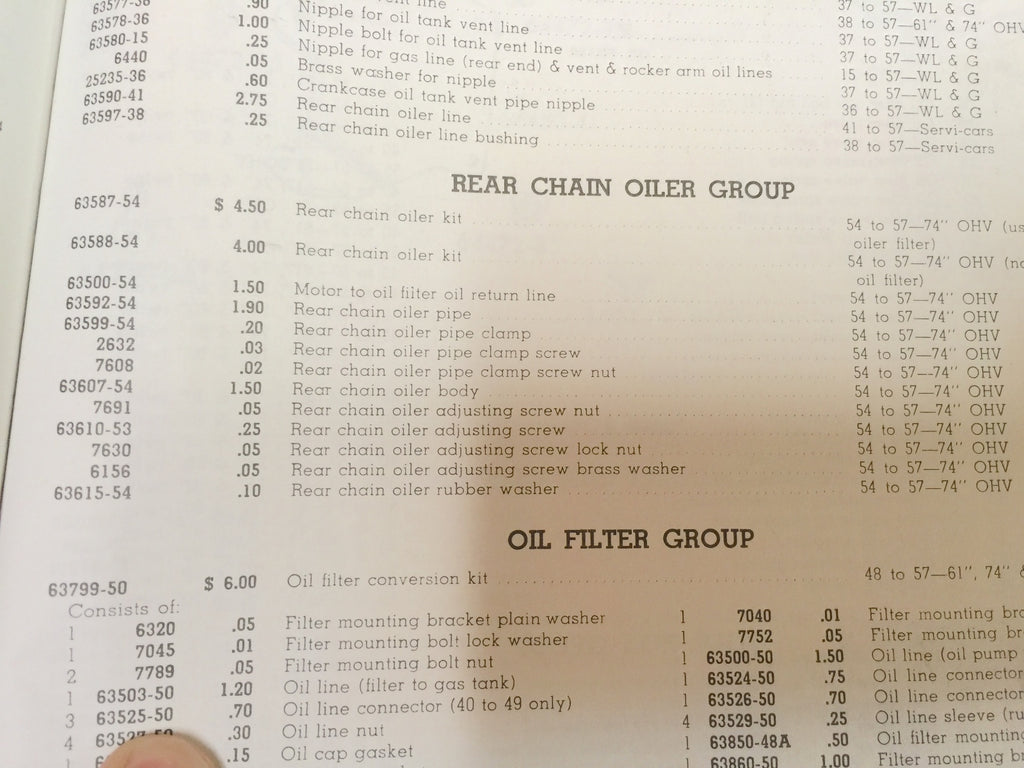 63577-36 .90 vent line 37 to 57—WL & G
63578-36 1.00 Nipple for oil tank vent line 38 to 57—61" & 74" OHV
63580-15 .25 Nipple bolt for oil tank vent line 37 to 57—WL & G
6440 .05 Nipple for gas line (rear end) & vent & rocker arm oil lines 37 to 57—WL & G
25235-36 .60 Brass washer for nipple 15 to 57—WL & G
63590-41 2.75 Crankcase oil tank vent pipe nipple 37 to 57—WL & G
63597-38 .25 Rear chain oiler line 36 to 57—WL & G
Rear chain oiler line bushing 41 to 57—Servi-cars
38 to 57—Servi-cars
REAR CHAIN OILER GROUP
63587-54 $ 4.50 Rear chain oiler kit 54 to 57—74" OHV (us
oiler filter)
63588-54 4.00 Rear chain oiler kit 54 to 57—74" OHV (no
oil filter)
63500-54 1.50 Motor to oil filter oil return line 54 to 57—74" OHV
63592-54 1.90 Rear chain oiler pipe 54 to 57—74" OHV
63599-54 .20 Rear chain oiler pipe clamp 54 to 57—74" OHV
2632 .03 Rear chain oiler pipe clamp screw 54 to 57—74" OHV
7608 .02 Rear chain oiler pipe clamp screw nut 54 to 57—74" OHV
63607-54 1.50 Rear chain oiler body 54 to 57—74" OHV
7691 .05 Rear chain oiler adjusting screw nut 54 to 57—74" OHV
63610-53 .25 Rear chain oiler adjusting screw 54 to 57—74" OHV
7630 .05 Rear chain oiler adjusting screw lock nut 54 to 57—74" OHV
6156 .05 Rear chain oiler adjusting screw brass washer 54 to 57—74" OHV
63615-54 .10 Rear chain oiler rubber washer 54 to 57—74" OHV
OIL FILTER GROUP
63799-50 $ 6.00 Oil filter conversion kit 48 to 57—61", 74" &
Consists of:
1 6320 .05 Filter mounting bracket plain washer 1 7040 .01 Filter mounting brc
1 7045 .01 Filter mounting bolt lock washer 1 7752 .05 Filter mounting br
2 7789 .05 Filter mounting bolt nut 1 63500-50 1.50 Oil line (oil pump
1 63503-50 1.20 Oil line (filter to gas tank) 1 63524-50 .75 Oil line connector
3 63525-50 .70 Oil line connector (40 to 49 only) 1 63526-50 .70 Oil line connector
4 .30 Oil line nut 4 63529-50 .25 Oil line sleeve (ru
1 .15 Oil cap gasket 1 63850-48A .50 Oil filter mounting
1 63860-50 1.00 Filter mounting b